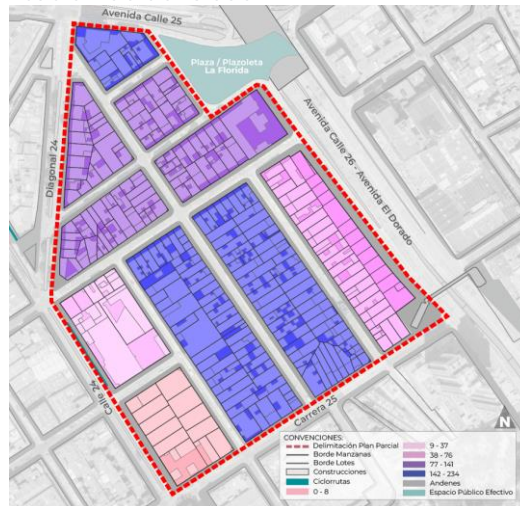 Avenida Calle 25
Plaza / Plazoleta
La Florida
Avenida Calle 26 - Avenida El Dorado
Diagonal 24
Calle 24
Carrera 25
N
CONVENCIONES:
Delimitación Plan Parcial
Borde Manzanas
Borde Lotes
Construcciones
Ciclorrutas
0 - 8
9 - 37
38 - 76
77 - 141
142 - 234
Andenes
Espacio Público Efectivo